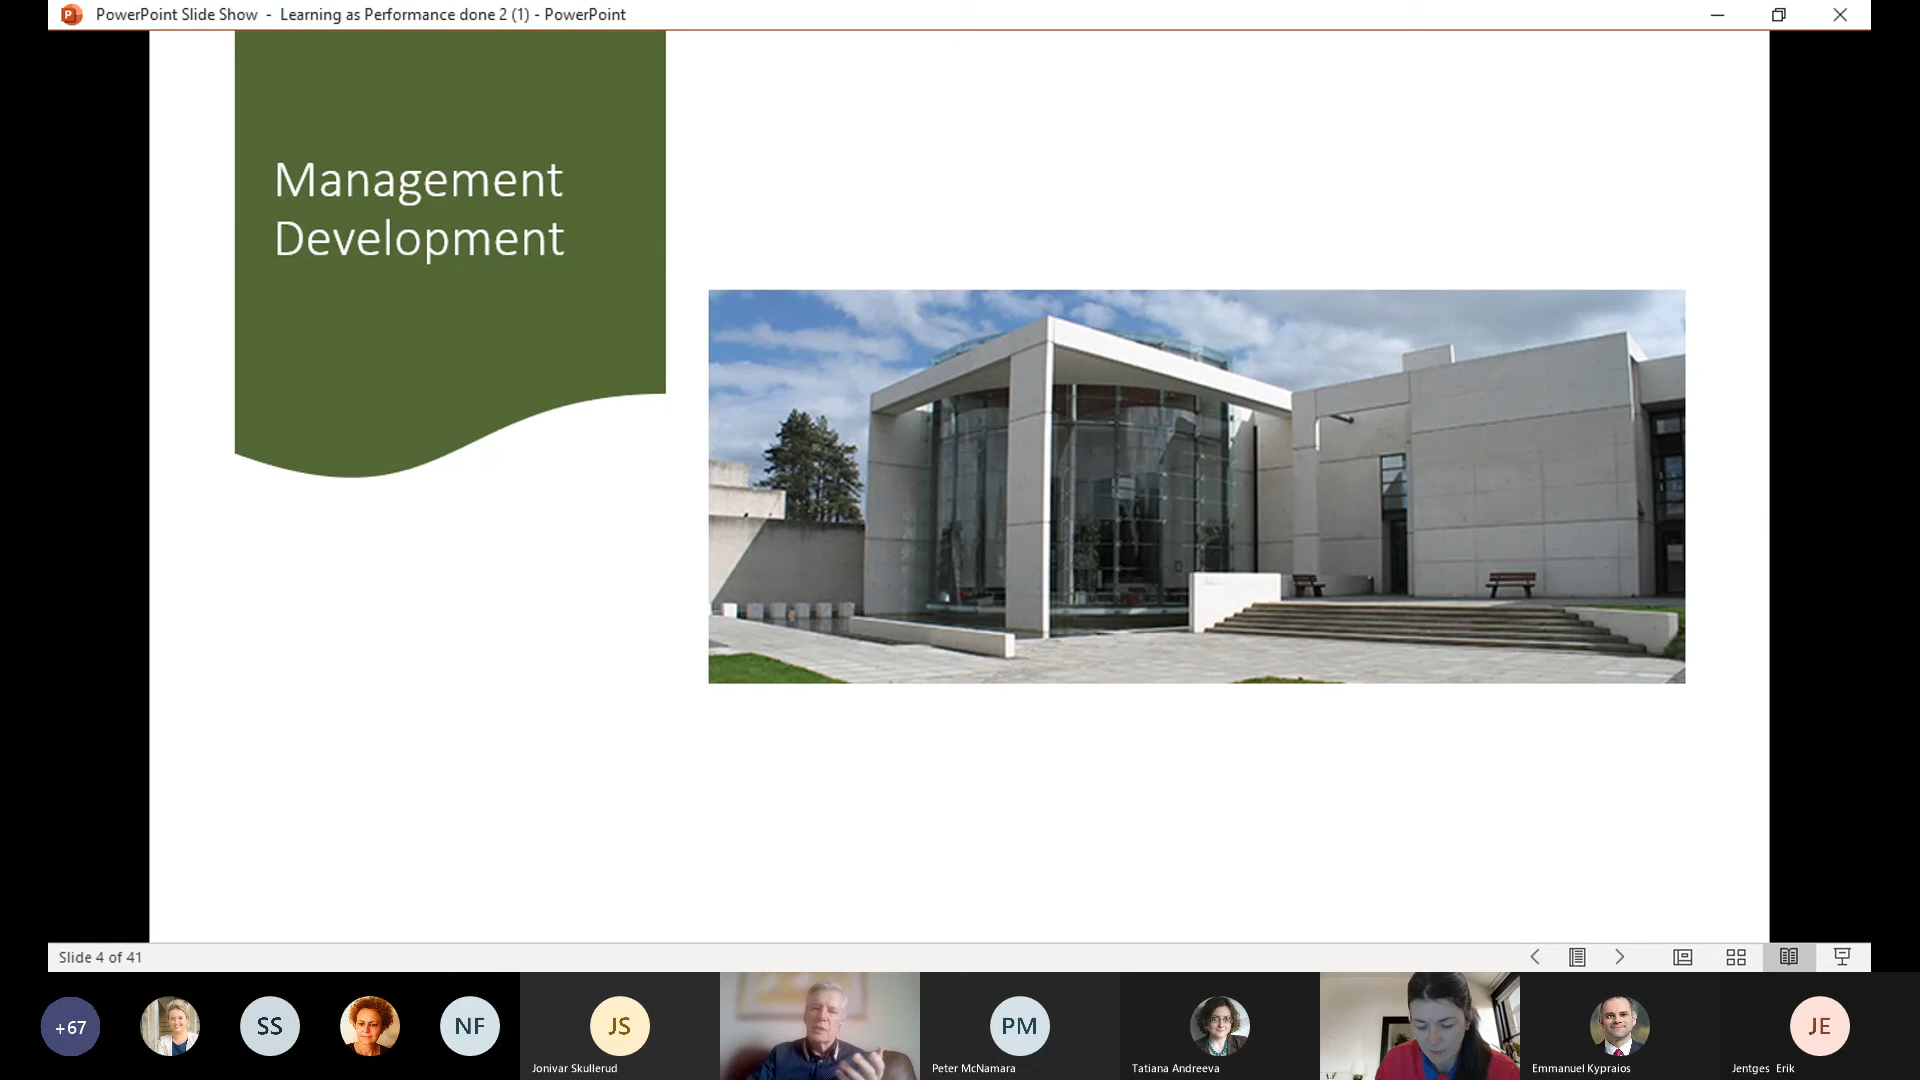 PowerPoint Slide Show - Learning as Performance done 2 (1) - PowerPoint
Management
Development
Slide 4 of 41
+67
SS
NF
JS
PM
JE
Jonivar Skullerud
Peter McNamara
Tatiana Andreeva
Emmanuel Kypraios
Jentges Erik